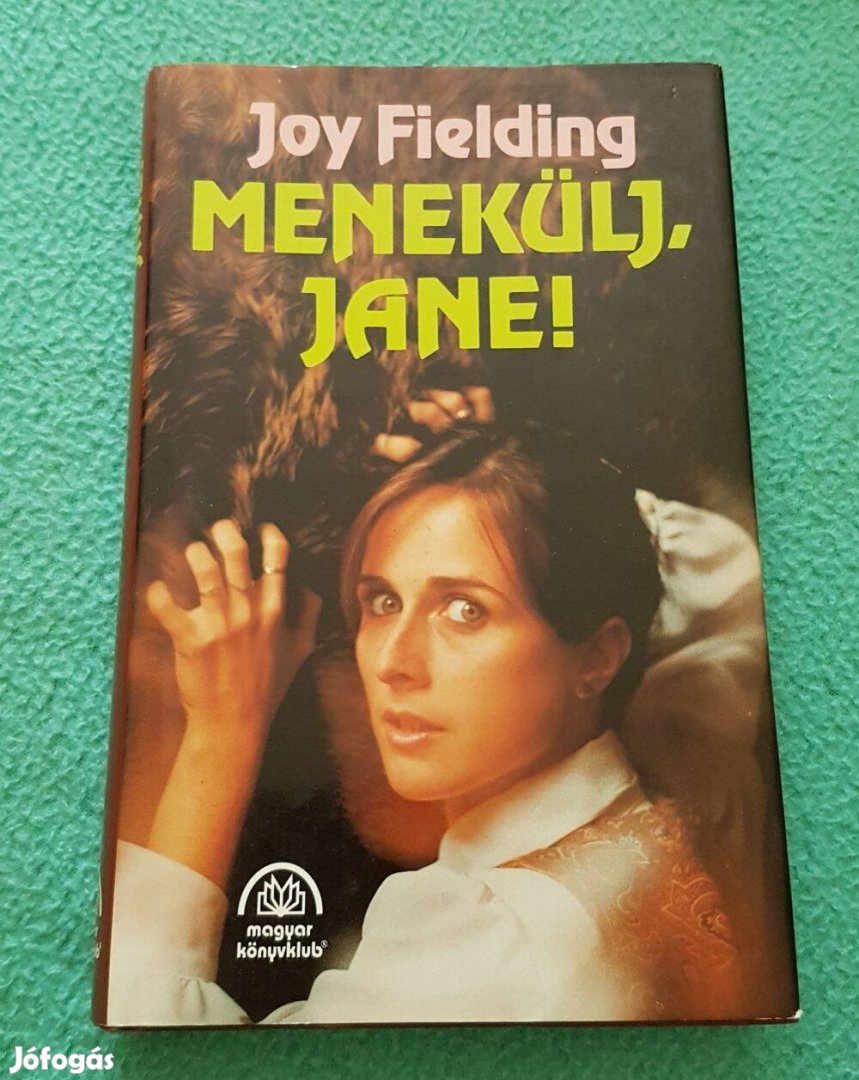 Joy Fielding
MENEKÜLJ,
JANE!
magyar
könyvklub®
Jófogás